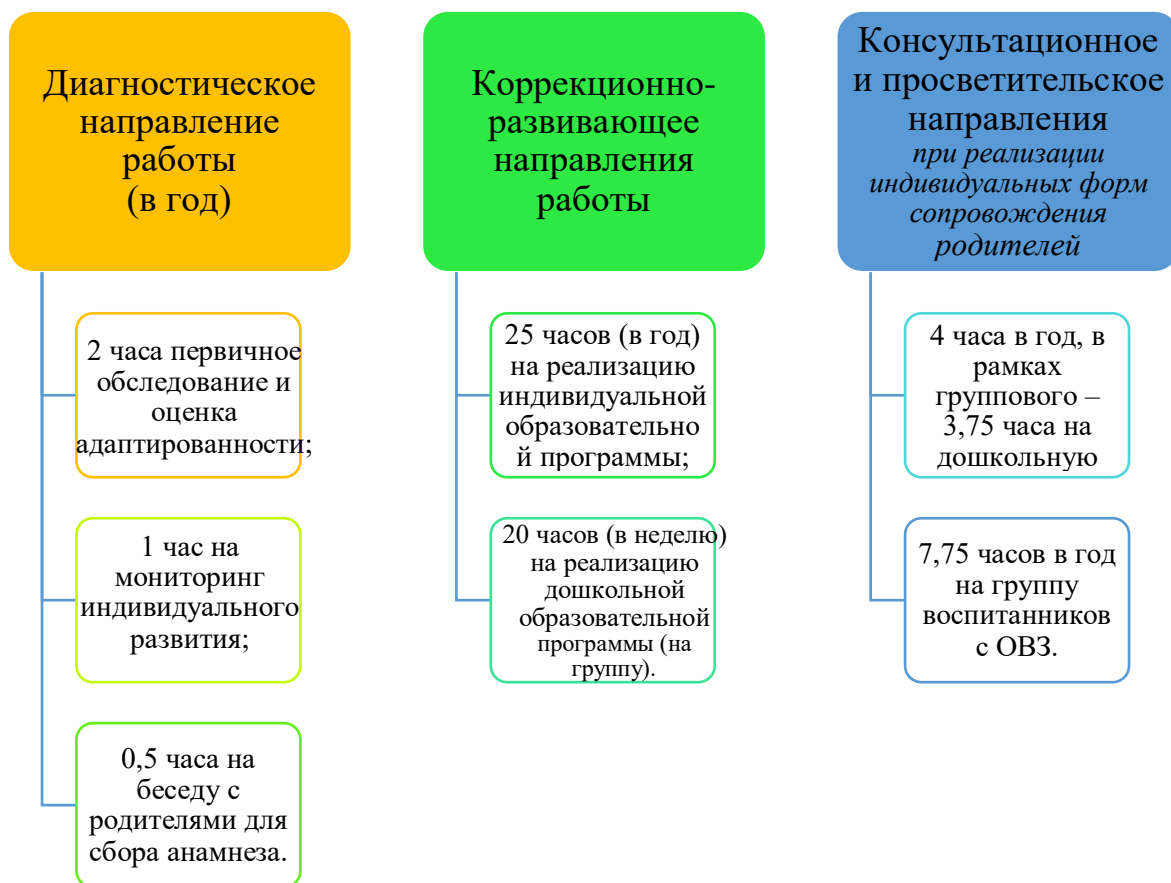 Диагностическое
направление
работы
(в год)
2 часа первичное
обследование и
оценка
адаптированности;
1 час на
мониторинг
индивидуального
развития;
0,5 часа на
беседу с
родителями для
сбора анамнеза.
Коррекционно-
развивающее
направления
работы
25 часов (в год)
на реализацию
индивидуальной
образовательно
й программы;
20 часов (в неделю)
на реализацию
дошкольной
образовательной
программы (на
группу).
Консультационное
и просветительское
направления
при реализации
индивидуальных форм
сопровождения
родителей
4 часа в год, в
рамках
группового –
3,75 часа на
дошкольную
7,75 часов в год
на группу
воспитанников
с ОВЗ.